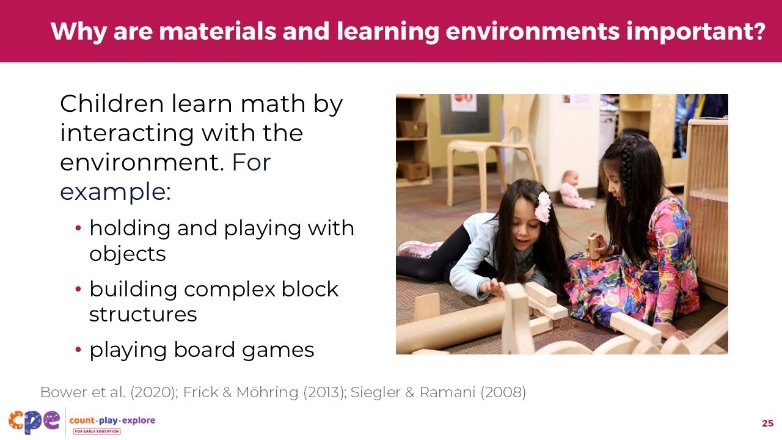 Why are materials and learning environments important?
Children learn math by
interacting with the
environment. For
example:
• holding and playing with
objects
• building complex block
structures
• playing board games
Bower et al. (2020); Frick & Möhring (2013); Siegler & Ramani (2008)
cpe
count•play•explore
FOR EARLY EDUCATION
25